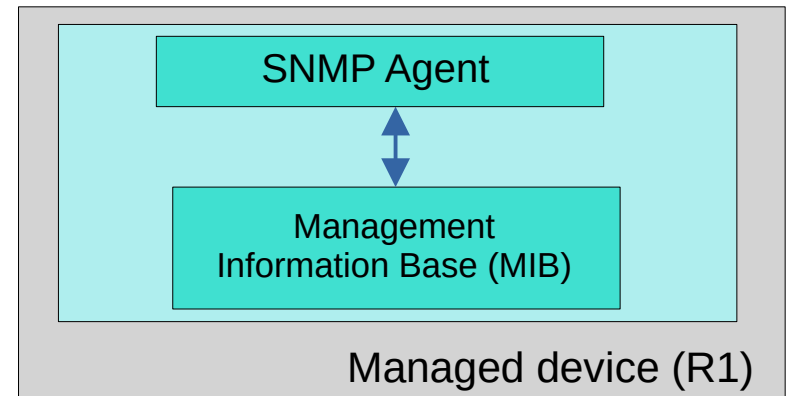 SNMP Agent
Management
Information Base (MIB)
Managed device (R1)